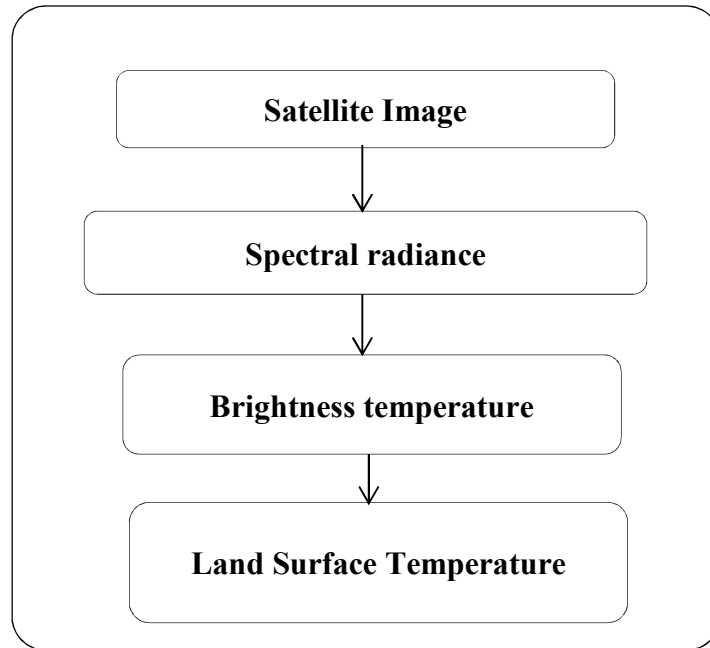 Satellite Image
Spectral radiance
Brightness temperature
Land Surface Temperature